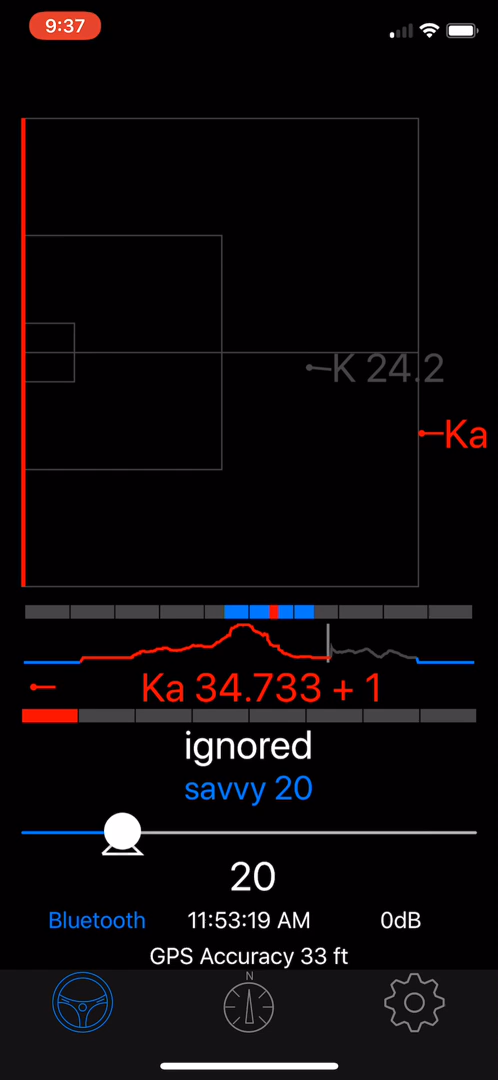 9:37
K 24.2
Ka
Ka 34.733 + 1
ignored
savvy 20
20
Bluetooth 11:53:19 AM 0dB
GPS Accuracy 33 ft
N